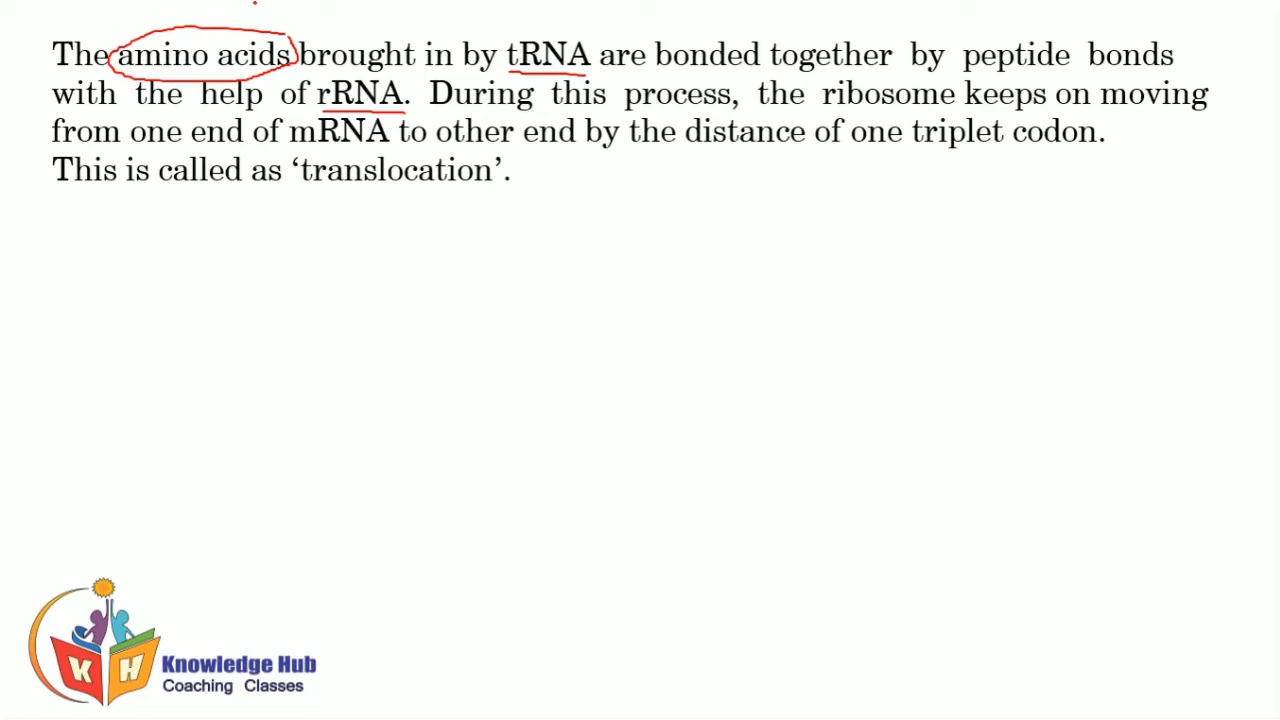 The amino acids brought in by tRNA are bonded together by peptide bonds
with the help of rRNA. During this process, the ribosome keeps on moving
from one end of mRNA to other end by the distance of one triplet codon.
This is called as ‘translocation’.
K H
Knowledge Hub
Coaching Classes